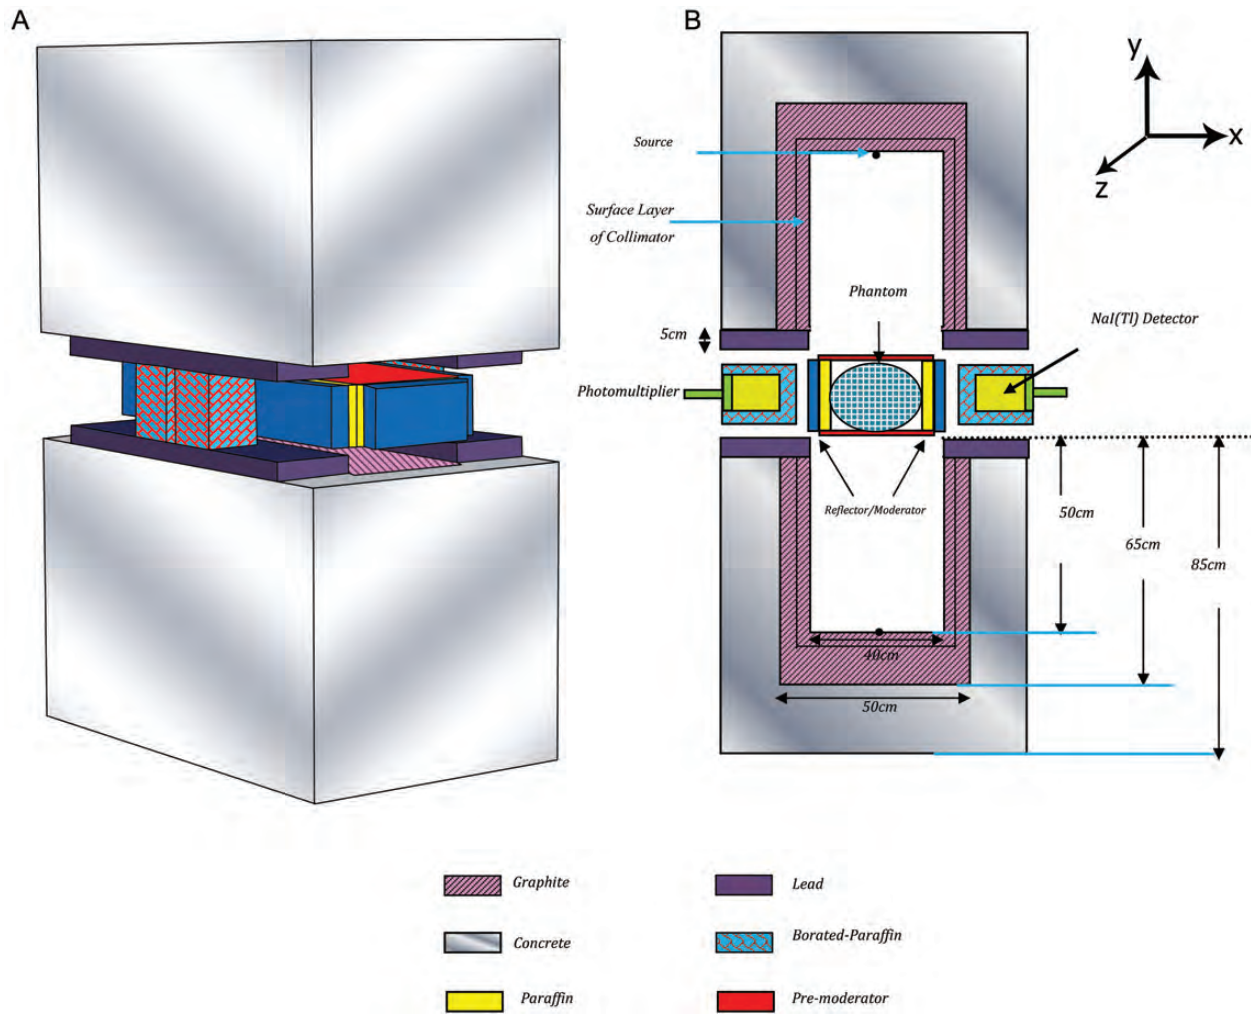 A
B
y
x
z
Source
Surface Layer
of Collimator
Phantom
5cm
NaI(Tl) Detector
Photomultiplier
Reflector/Moderator
50cm
65cm
85cm
40cm
50cm
Graphite
Lead
Concrete
Borated-Paraffin
Paraffin
Pre-moderator